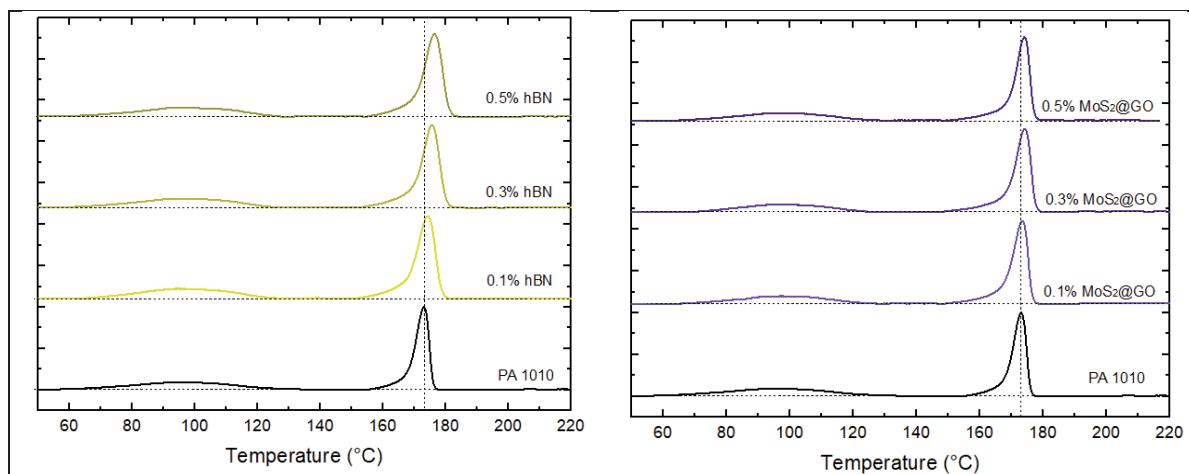 0.5% hBN
0.3% hBN
0.1% hBN
PA 1010
60 80 100 120 140 160 180 200 220
Temperature (°C)
0.5% MoS₂@GO
0.3% MoS₂@GO
0.1% MoS₂@GO
PA 1010
60 80 100 120 140 160 180 200 220
Temperature (°C)